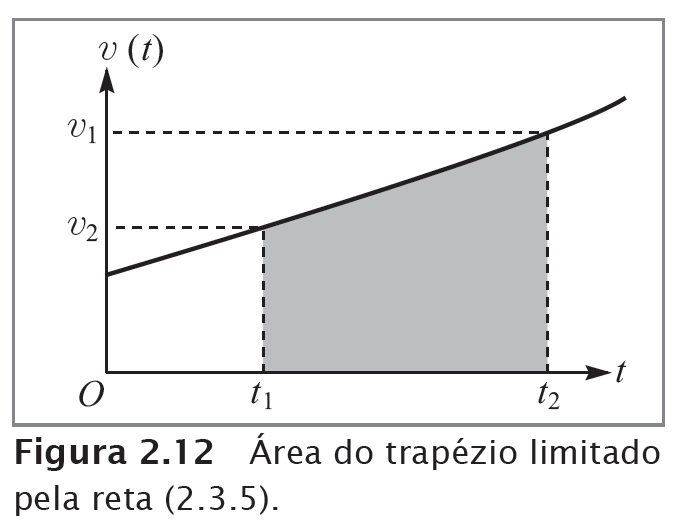 v (t)
v1
v2
O
t1
t2
t
Figura 2.12 Área do trapézio limitado
pela reta (2.3.5).